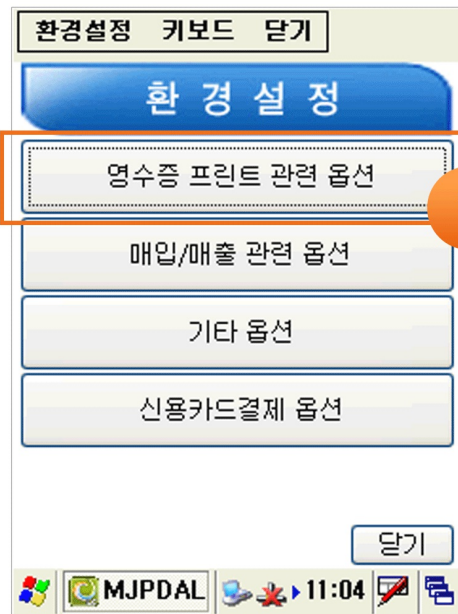 환경설정 키보드 닫기
환 경 설 정
영수증 프린트 관련 옵션
매입/매출 관련 옵션
기타 옵션
신용카드결제 옵션
닫기
MJPDAL 11:04